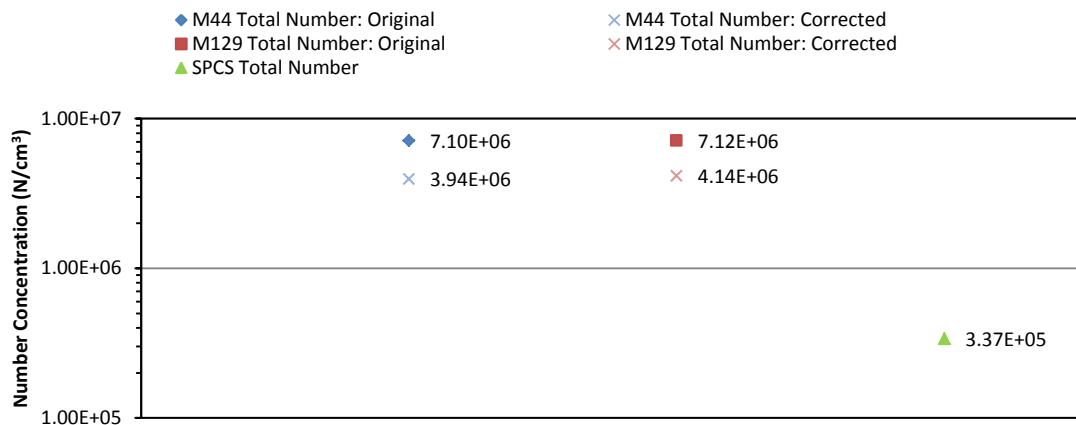 M44 Total Number: Original
M44 Total Number: Corrected
M129 Total Number: Original
M129 Total Number: Corrected
SPCS Total Number
Number Concentration (N/cm³)
1.00E+07
7.10E+06
7.12E+06
3.94E+06
4.14E+06
1.00E+06
3.37E+05
1.00E+05